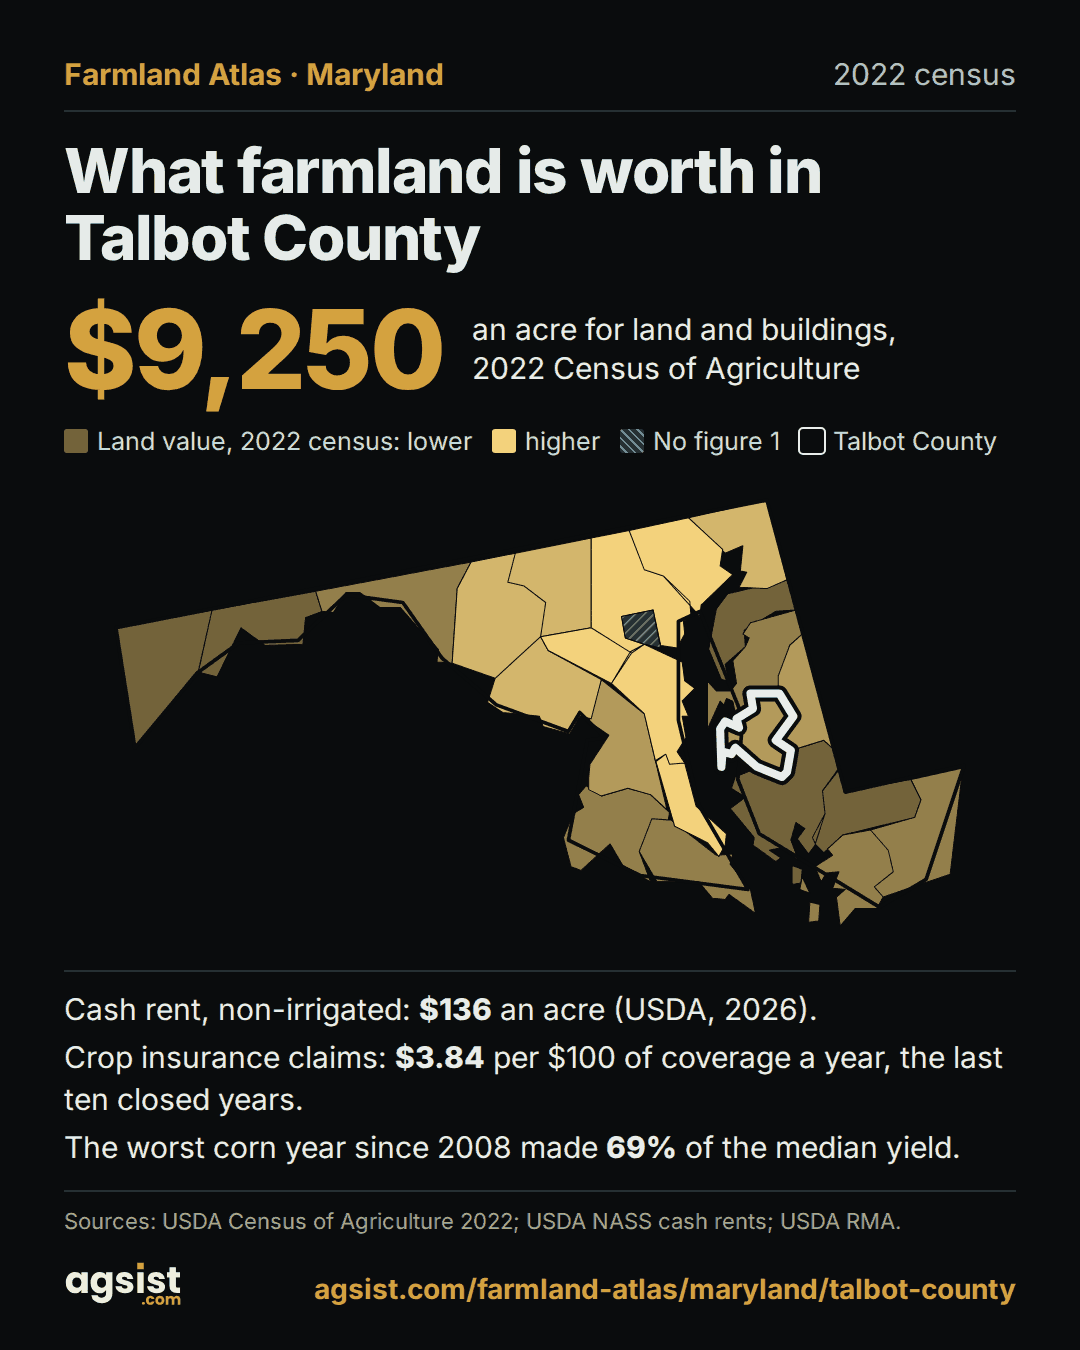 Farmland Atlas · Maryland
2022 census
What farmland is worth in
Talbot County
$9,250
an acre for land and buildings,
2022 Census of Agriculture
Land value, 2022 census: lower
higher
No figure 1
Talbot County
Cash rent, non-irrigated: $136 an acre (USDA, 2026).
Crop insurance claims: $3.84 per $100 of coverage a year, the last
ten closed years.
The worst corn year since 2008 made 69% of the median yield.
Sources: USDA Census of Agriculture 2022; USDA NASS cash rents; USDA RMA.
agsist
.com
agsist.com/farmland-atlas/maryland/talbot-county